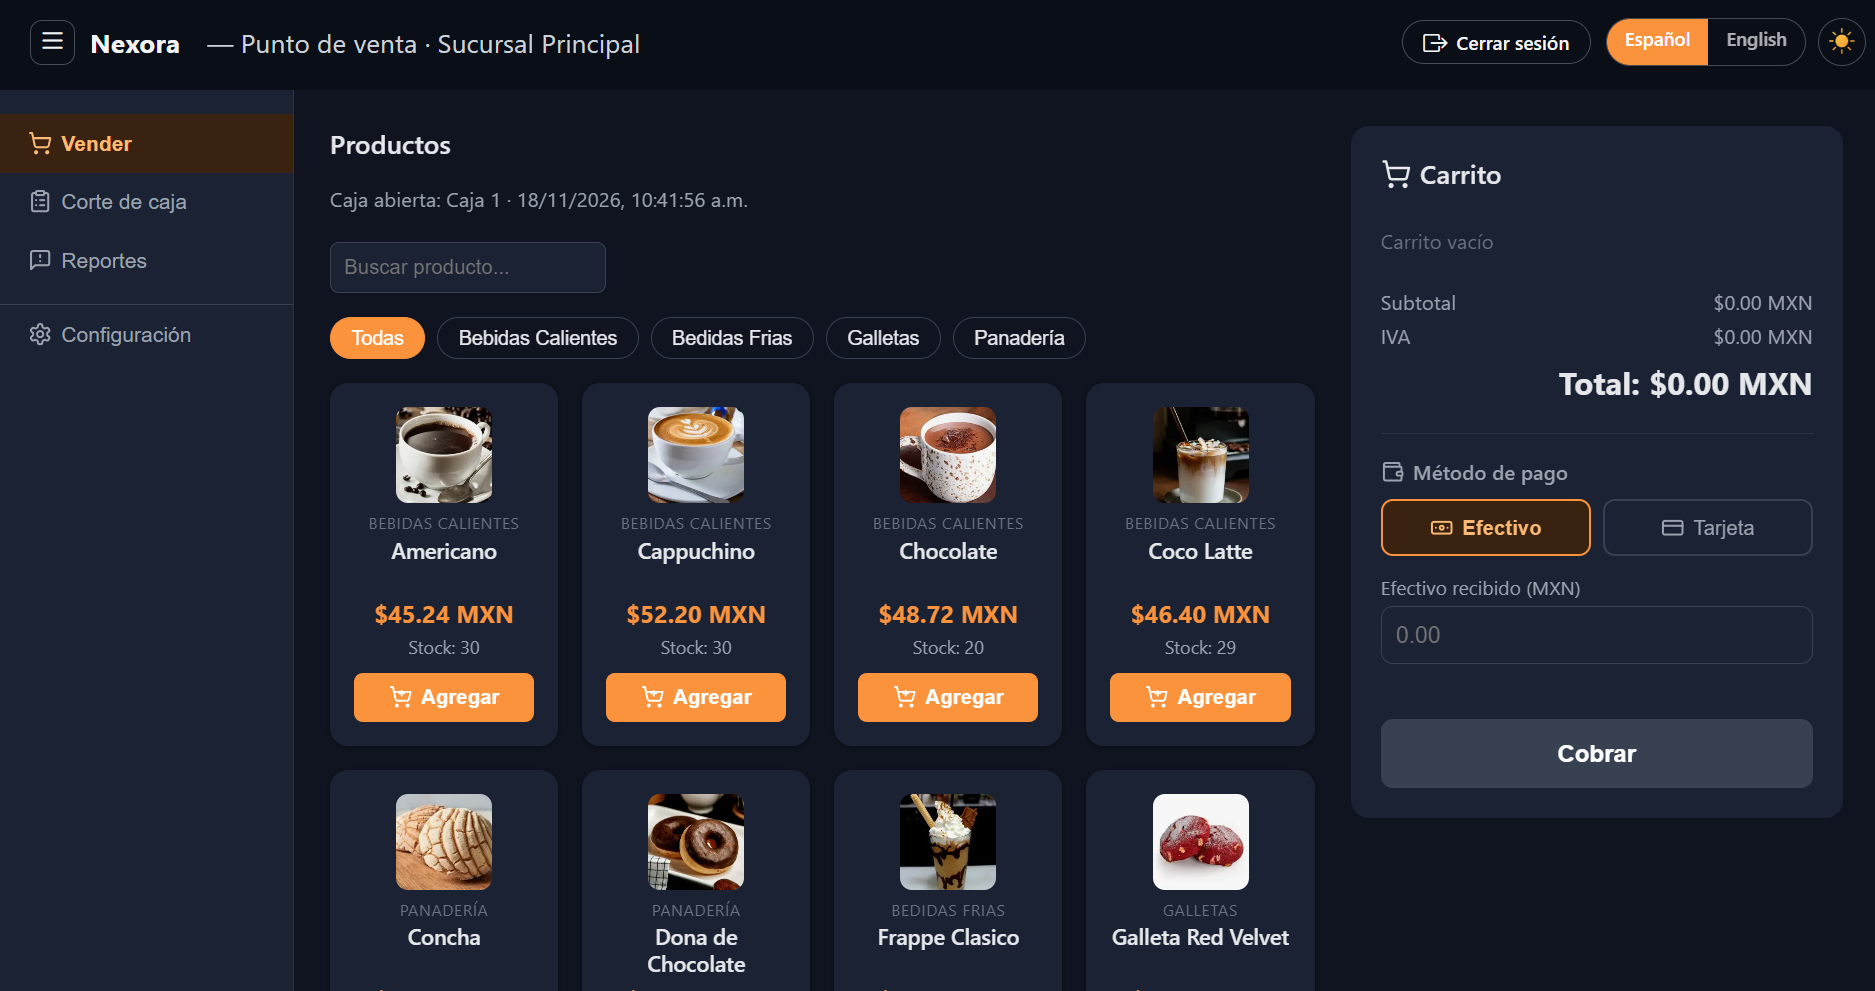 Nexora — Punto de venta · Sucursal Principal
Cerrar sesión
Español
English
Vender
Corte de caja
Reportes
Configuración
Productos
Caja abierta: Caja 1 · 18/11/2026, 10:41:56 a.m.
Buscar producto...
Todas
Bebidas Calientes
Bedidas Frias
Galletas
Panadería
BEBIDAS CALIENTES
Americano
$45.24 MXN
Stock: 30
Agregar
BEBIDAS CALIENTES
Cappuchino
$52.20 MXN
Stock: 30
Agregar
BEBIDAS CALIENTES
Chocolate
$48.72 MXN
Stock: 20
Agregar
BEBIDAS CALIENTES
Coco Latte
$46.40 MXN
Stock: 29
Agregar
PANADERÍA
Concha
PANADERÍA
Dona de
Chocolate
BEDIDAS FRIAS
Frappe Clasico
GALLETAS
Galleta Red Velvet
Carrito
Carrito vacío
Subtotal $0.00 MXN
IVA $0.00 MXN
Total: $0.00 MXN
Método de pago
Efectivo
Tarjeta
Efectivo recibido (MXN)
0.00
Cobrar